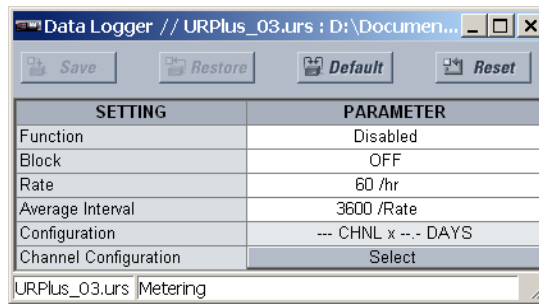 Data Logger // URPlus_03.urs : D:\Documen...
Save Restore Default Reset
SETTING PARAMETER
Function Disabled
Block OFF
Rate 60 /hr
Average Interval 3600 /Rate
Configuration --- CHNL x --.- DAYS
Channel Configuration Select
URPlus_03.urs Metering